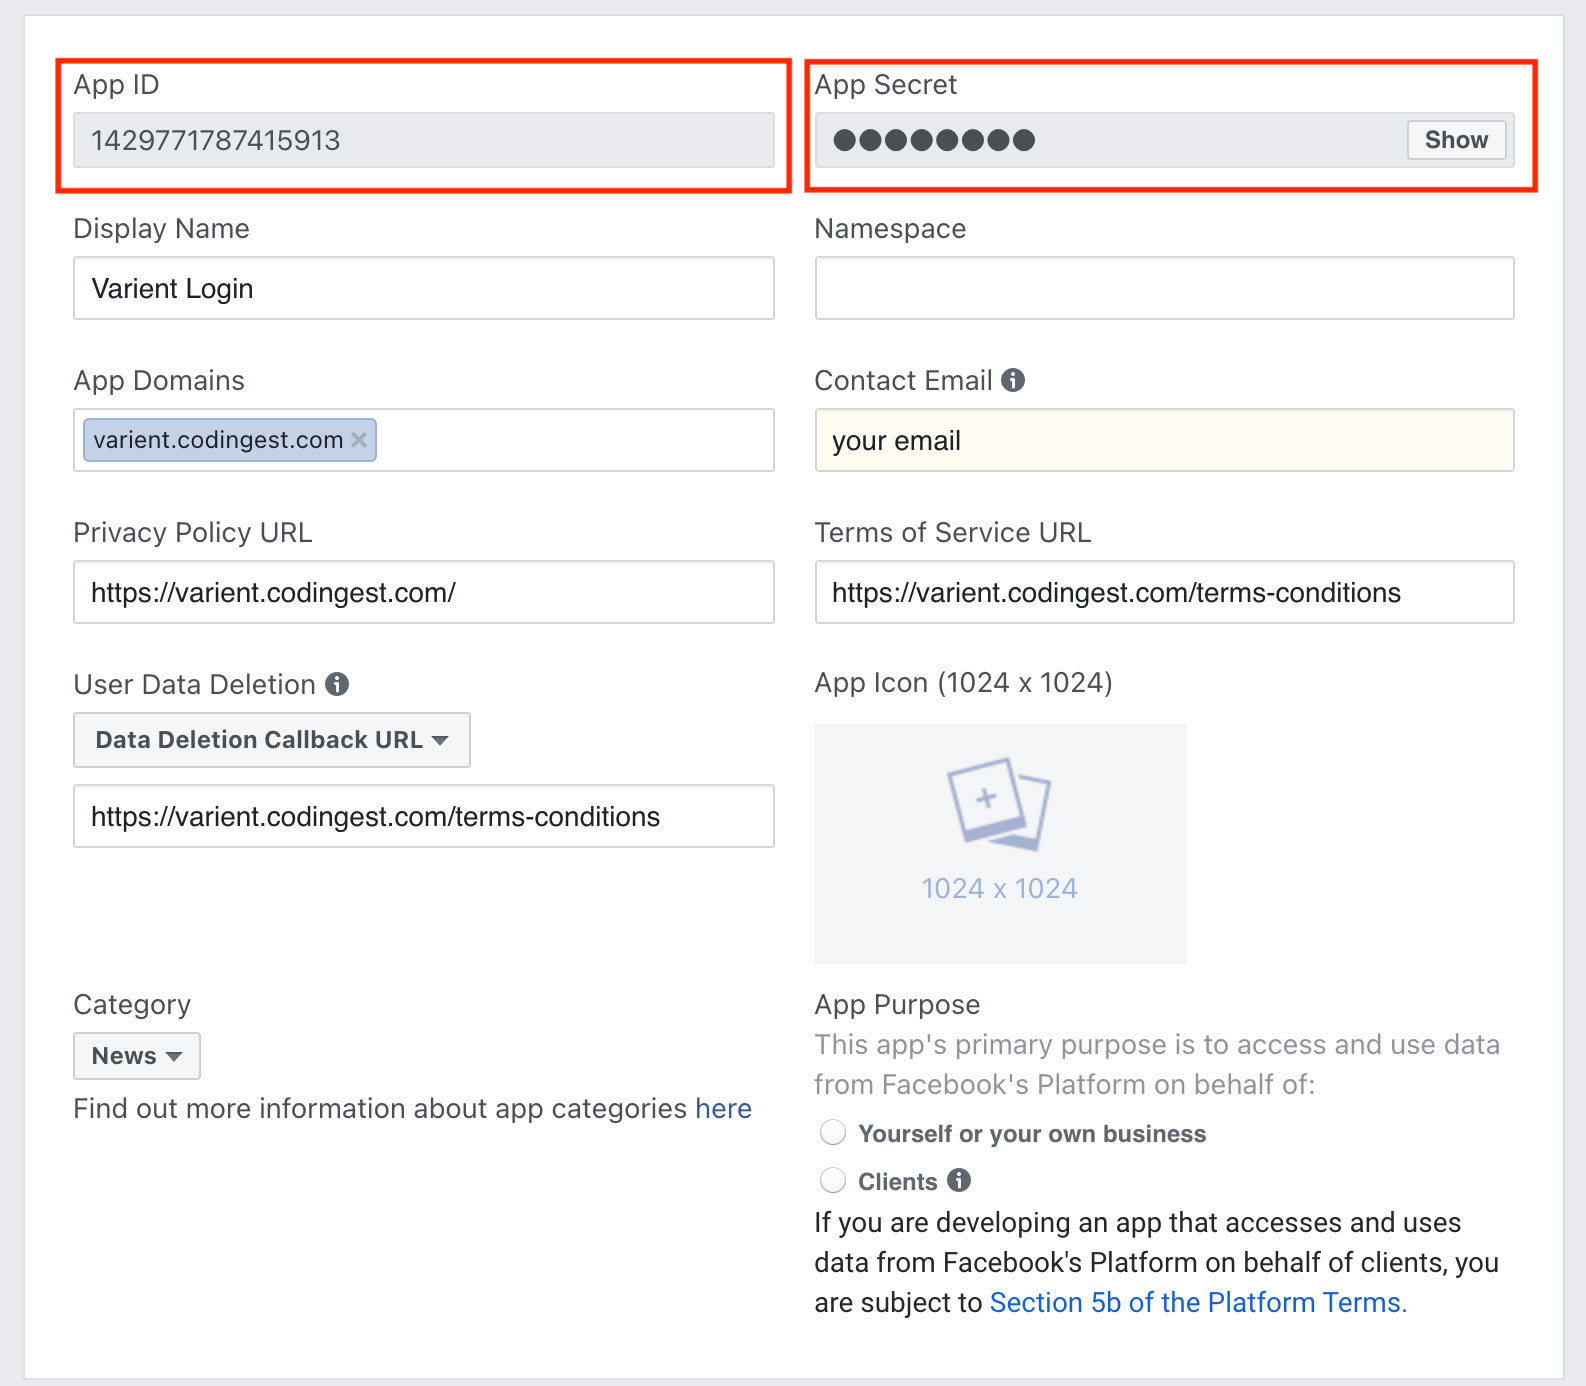 App ID
1429771787415913
App Secret
Show
Display Name
Varient Login
Namespace
App Domains
varient.codingest.com
Contact Email
your email
Privacy Policy URL
https://varient.codingest.com/
Terms of Service URL
https://varient.codingest.com/terms-conditions
User Data Deletion
Data Deletion Callback URL
https://varient.codingest.com/terms-conditions
App Icon (1024 x 1024)
1024 x 1024
Category
News
Find out more information about app categories here
App Purpose
This app's primary purpose is to access and use data
from Facebook's Platform on behalf of:
Yourself or your own business
Clients
If you are developing an app that accesses and uses
data from Facebook's Platform on behalf of clients, you
are subject to Section 5b of the Platform Terms.